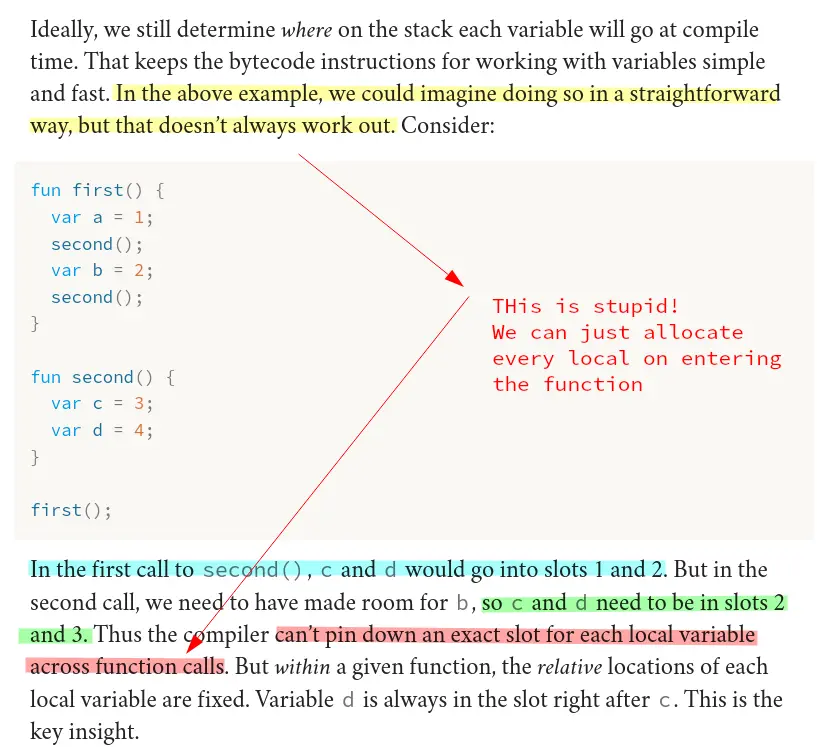 Ideally, we still determine where on the stack each variable will go at compile
time. That keeps the bytecode instructions for working with variables simple
and fast. In the above example, we could imagine doing so in a straightforward
way, but that doesn’t always work out. Consider:
fun first() {
  var a = 1;
  second();
  var b = 2;
  second();
}
THis is stupid!
We can just allocate
every local on entering
the function
fun second() {
  var c = 3;
  var d = 4;
}
first();
In the first call to second(), c and d would go into slots 1 and 2. But in the
second call, we need to have made room for b, so c and d need to be in slots 2
and 3. Thus the compiler can’t pin down an exact slot for each local variable
across function calls. But within a given function, the relative locations of each
local variable are fixed. Variable d is always in the slot right after c. This is the
key insight.